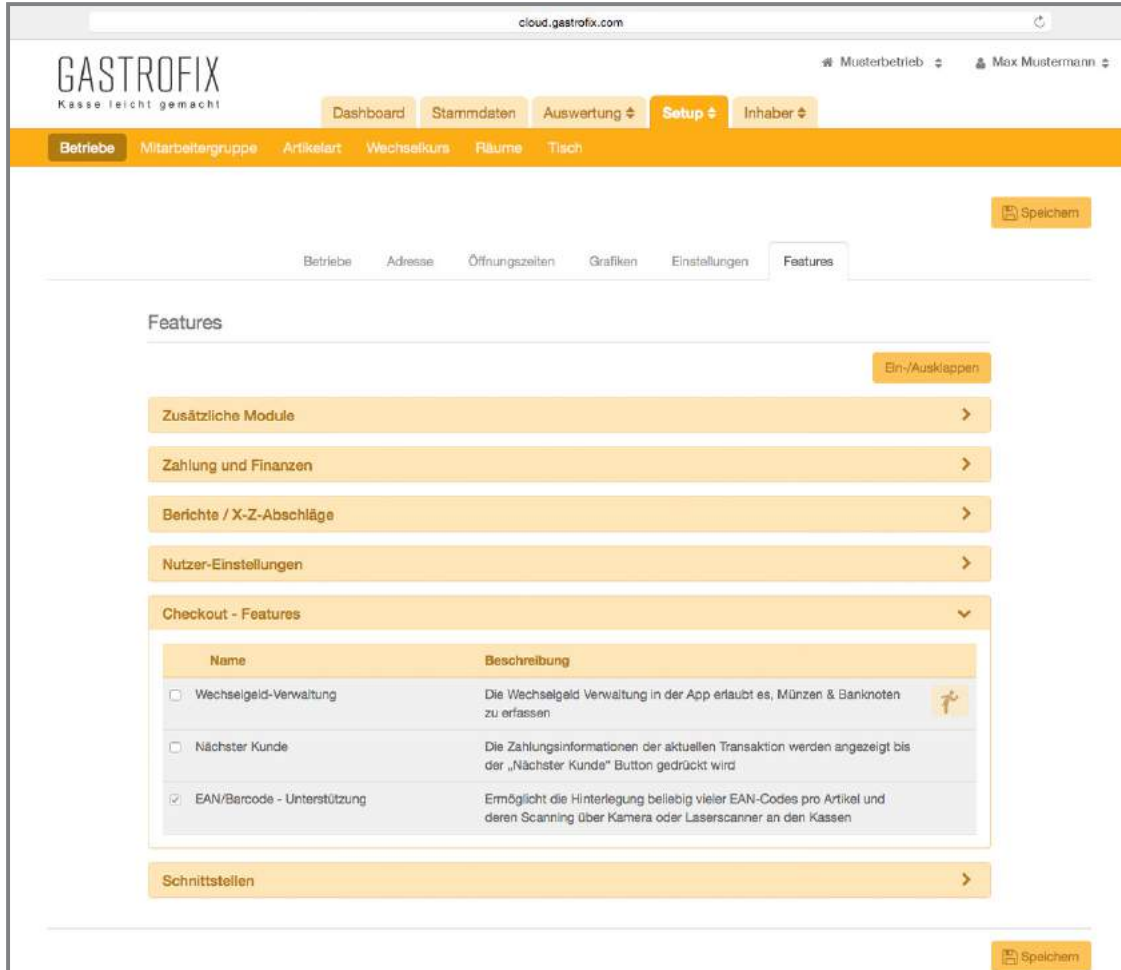 cloud.gastrofix.com
GASTROFIX
Kasse leicht gemacht
Musterbetrieb
Max Mustermann
Dashboard Stammdaten Auswertung Setup Inhaber
Betriebe Mitarbeitergruppe Artikelart Wechselkurs Räume Tisch
Speichern
Betriebe Adresse Öffnungszeiten Grafiken Einstellungen Features
Features
Ein-/Ausklappen
Zusätzliche Module
Zahlung und Finanzen
Berichte / X-Z-Abschläge
Nutzer-Einstellungen
Checkout - Features
Name Beschreibung
Wechselgeld-Verwaltung Die Wechselgeld Verwaltung in der App erlaubt es, Münzen & Banknoten
zu erfassen
Nächster Kunde Die Zahlungsinformationen der aktuellen Transaktion werden angezeigt bis
der „Nächster Kunde" Button gedrückt wird
EAN/Barcode - Unterstützung Ermöglicht die Hinterlegung beliebig vieler EAN-Codes pro Artikel und
deren Scanning über Kamera oder Laserscanner an den Kassen
Schnittstellen
Speichern